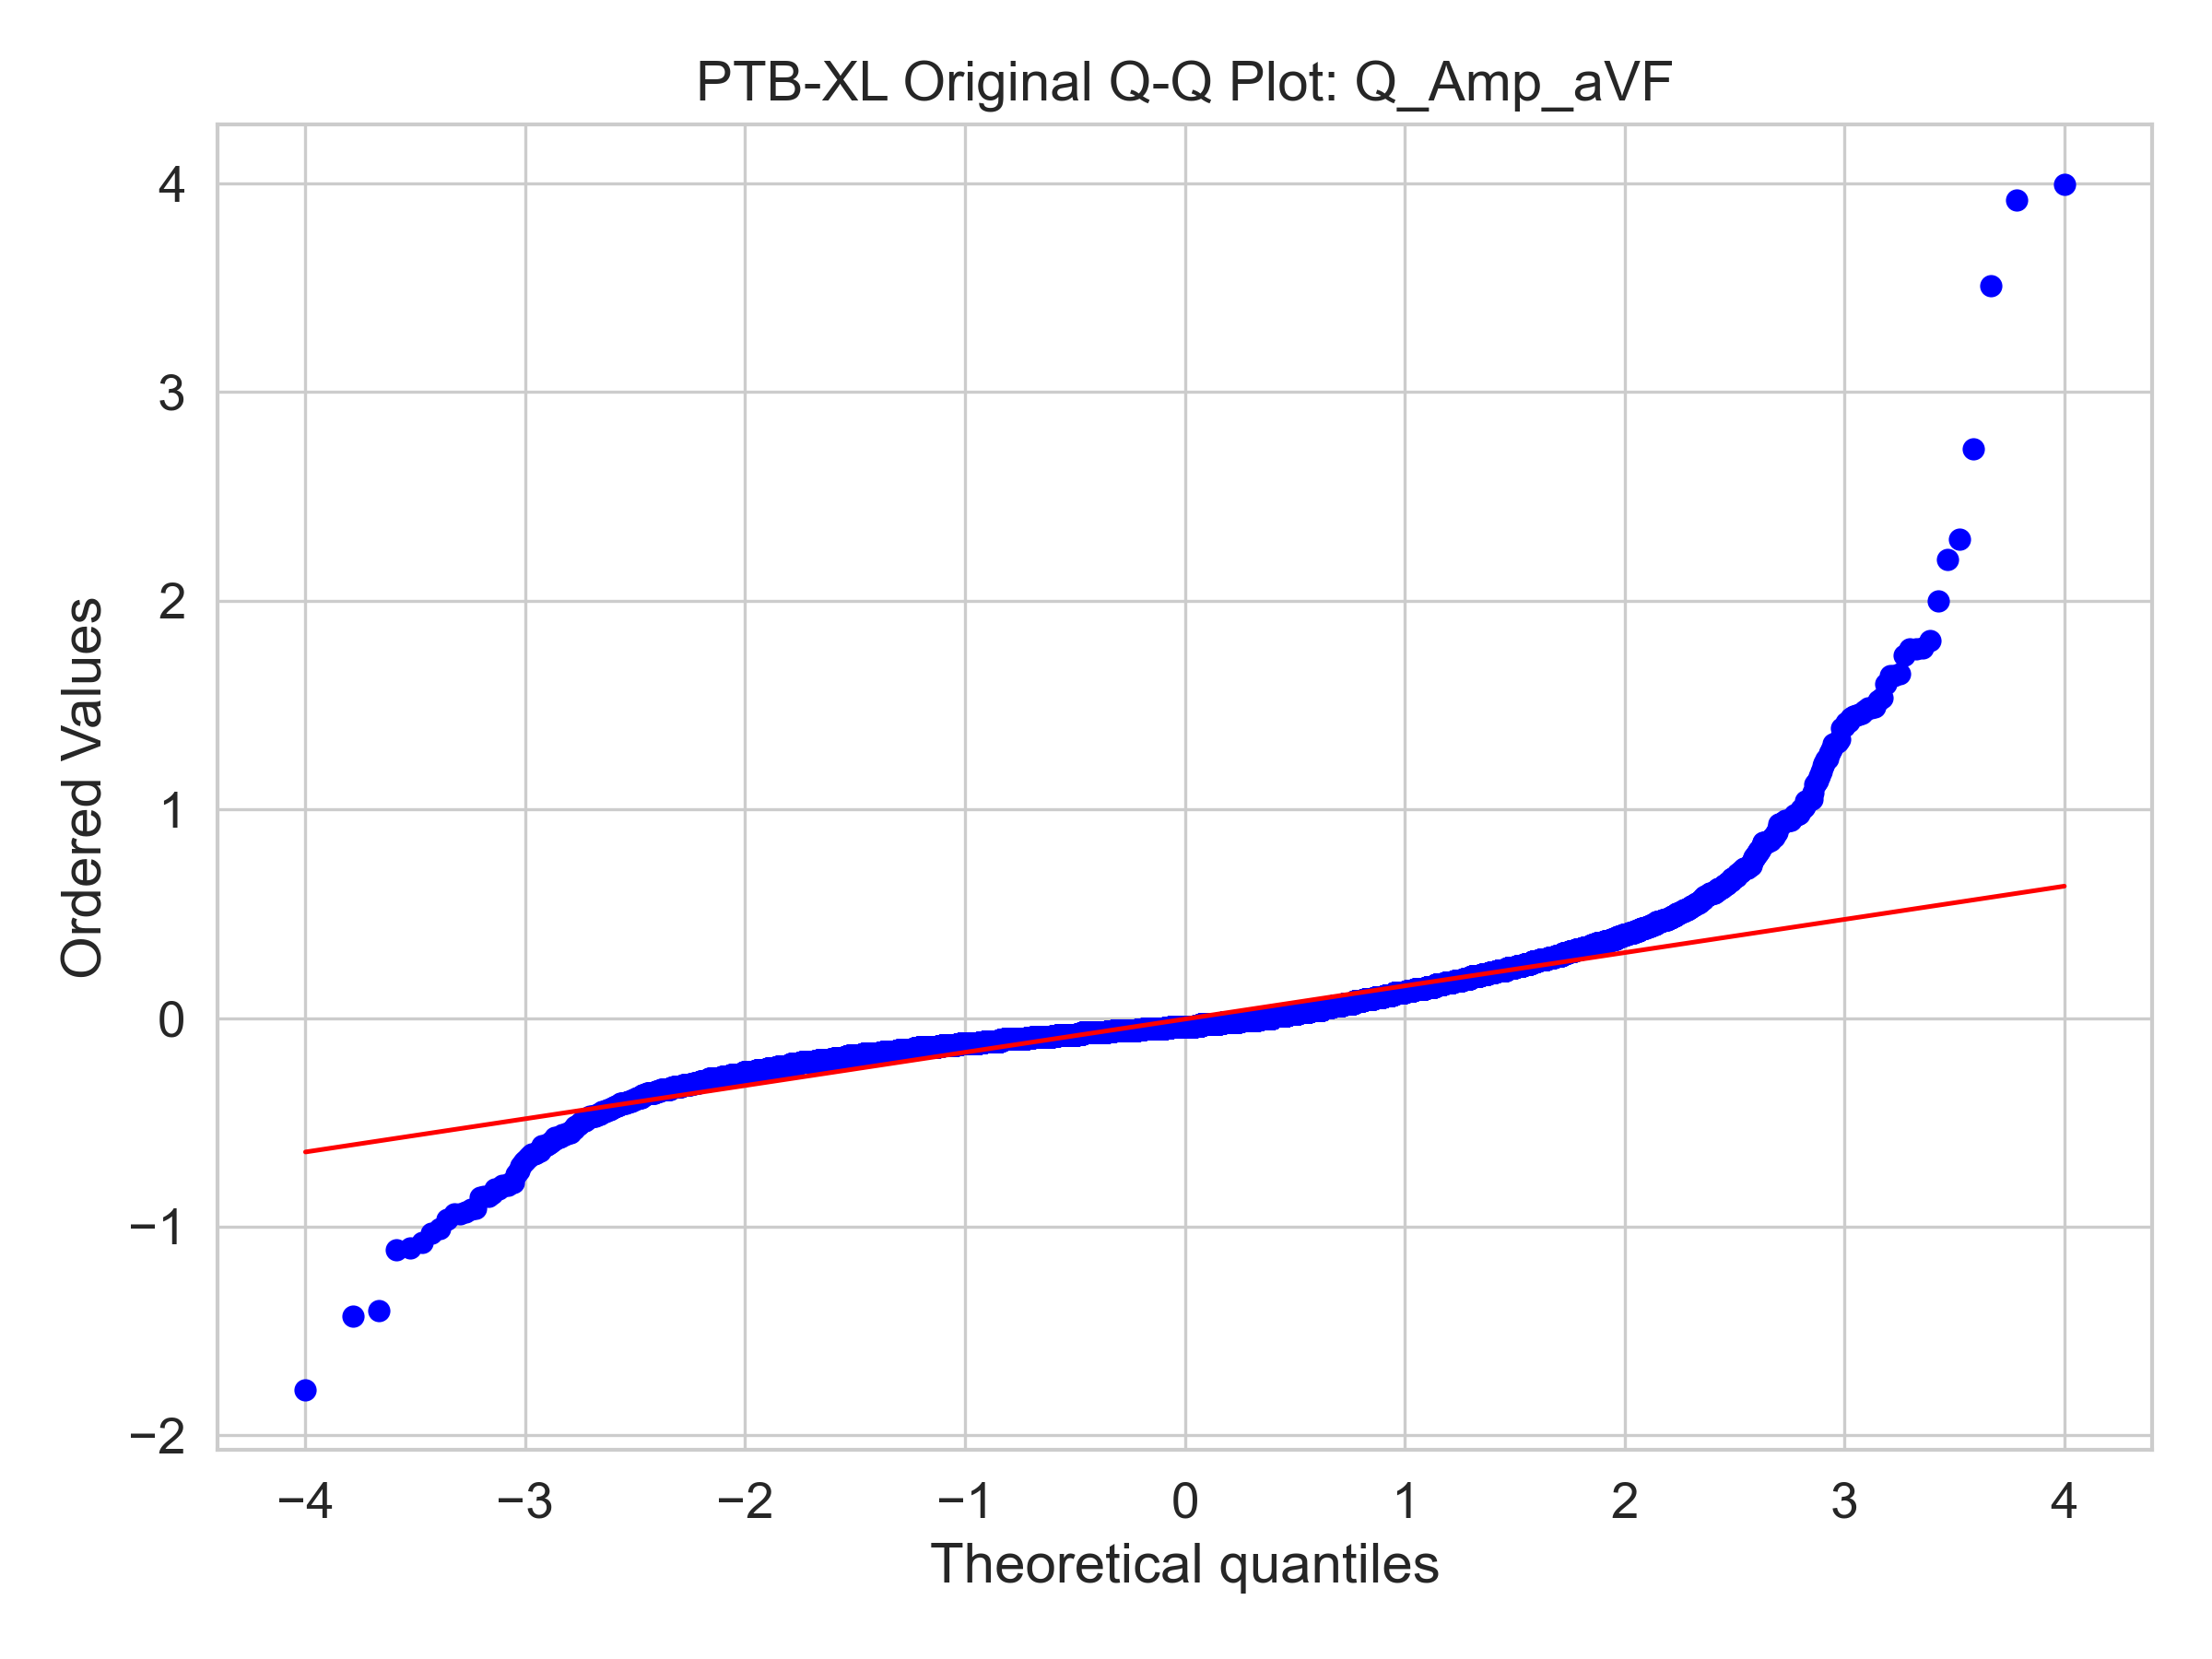 PTB-XL Original Q-Q Plot: Q_Amp_aVF
4
3
2
1
0
−1
−2
Ordered Values
−4 −3 −2 −1 0 1 2 3 4
Theoretical quantiles